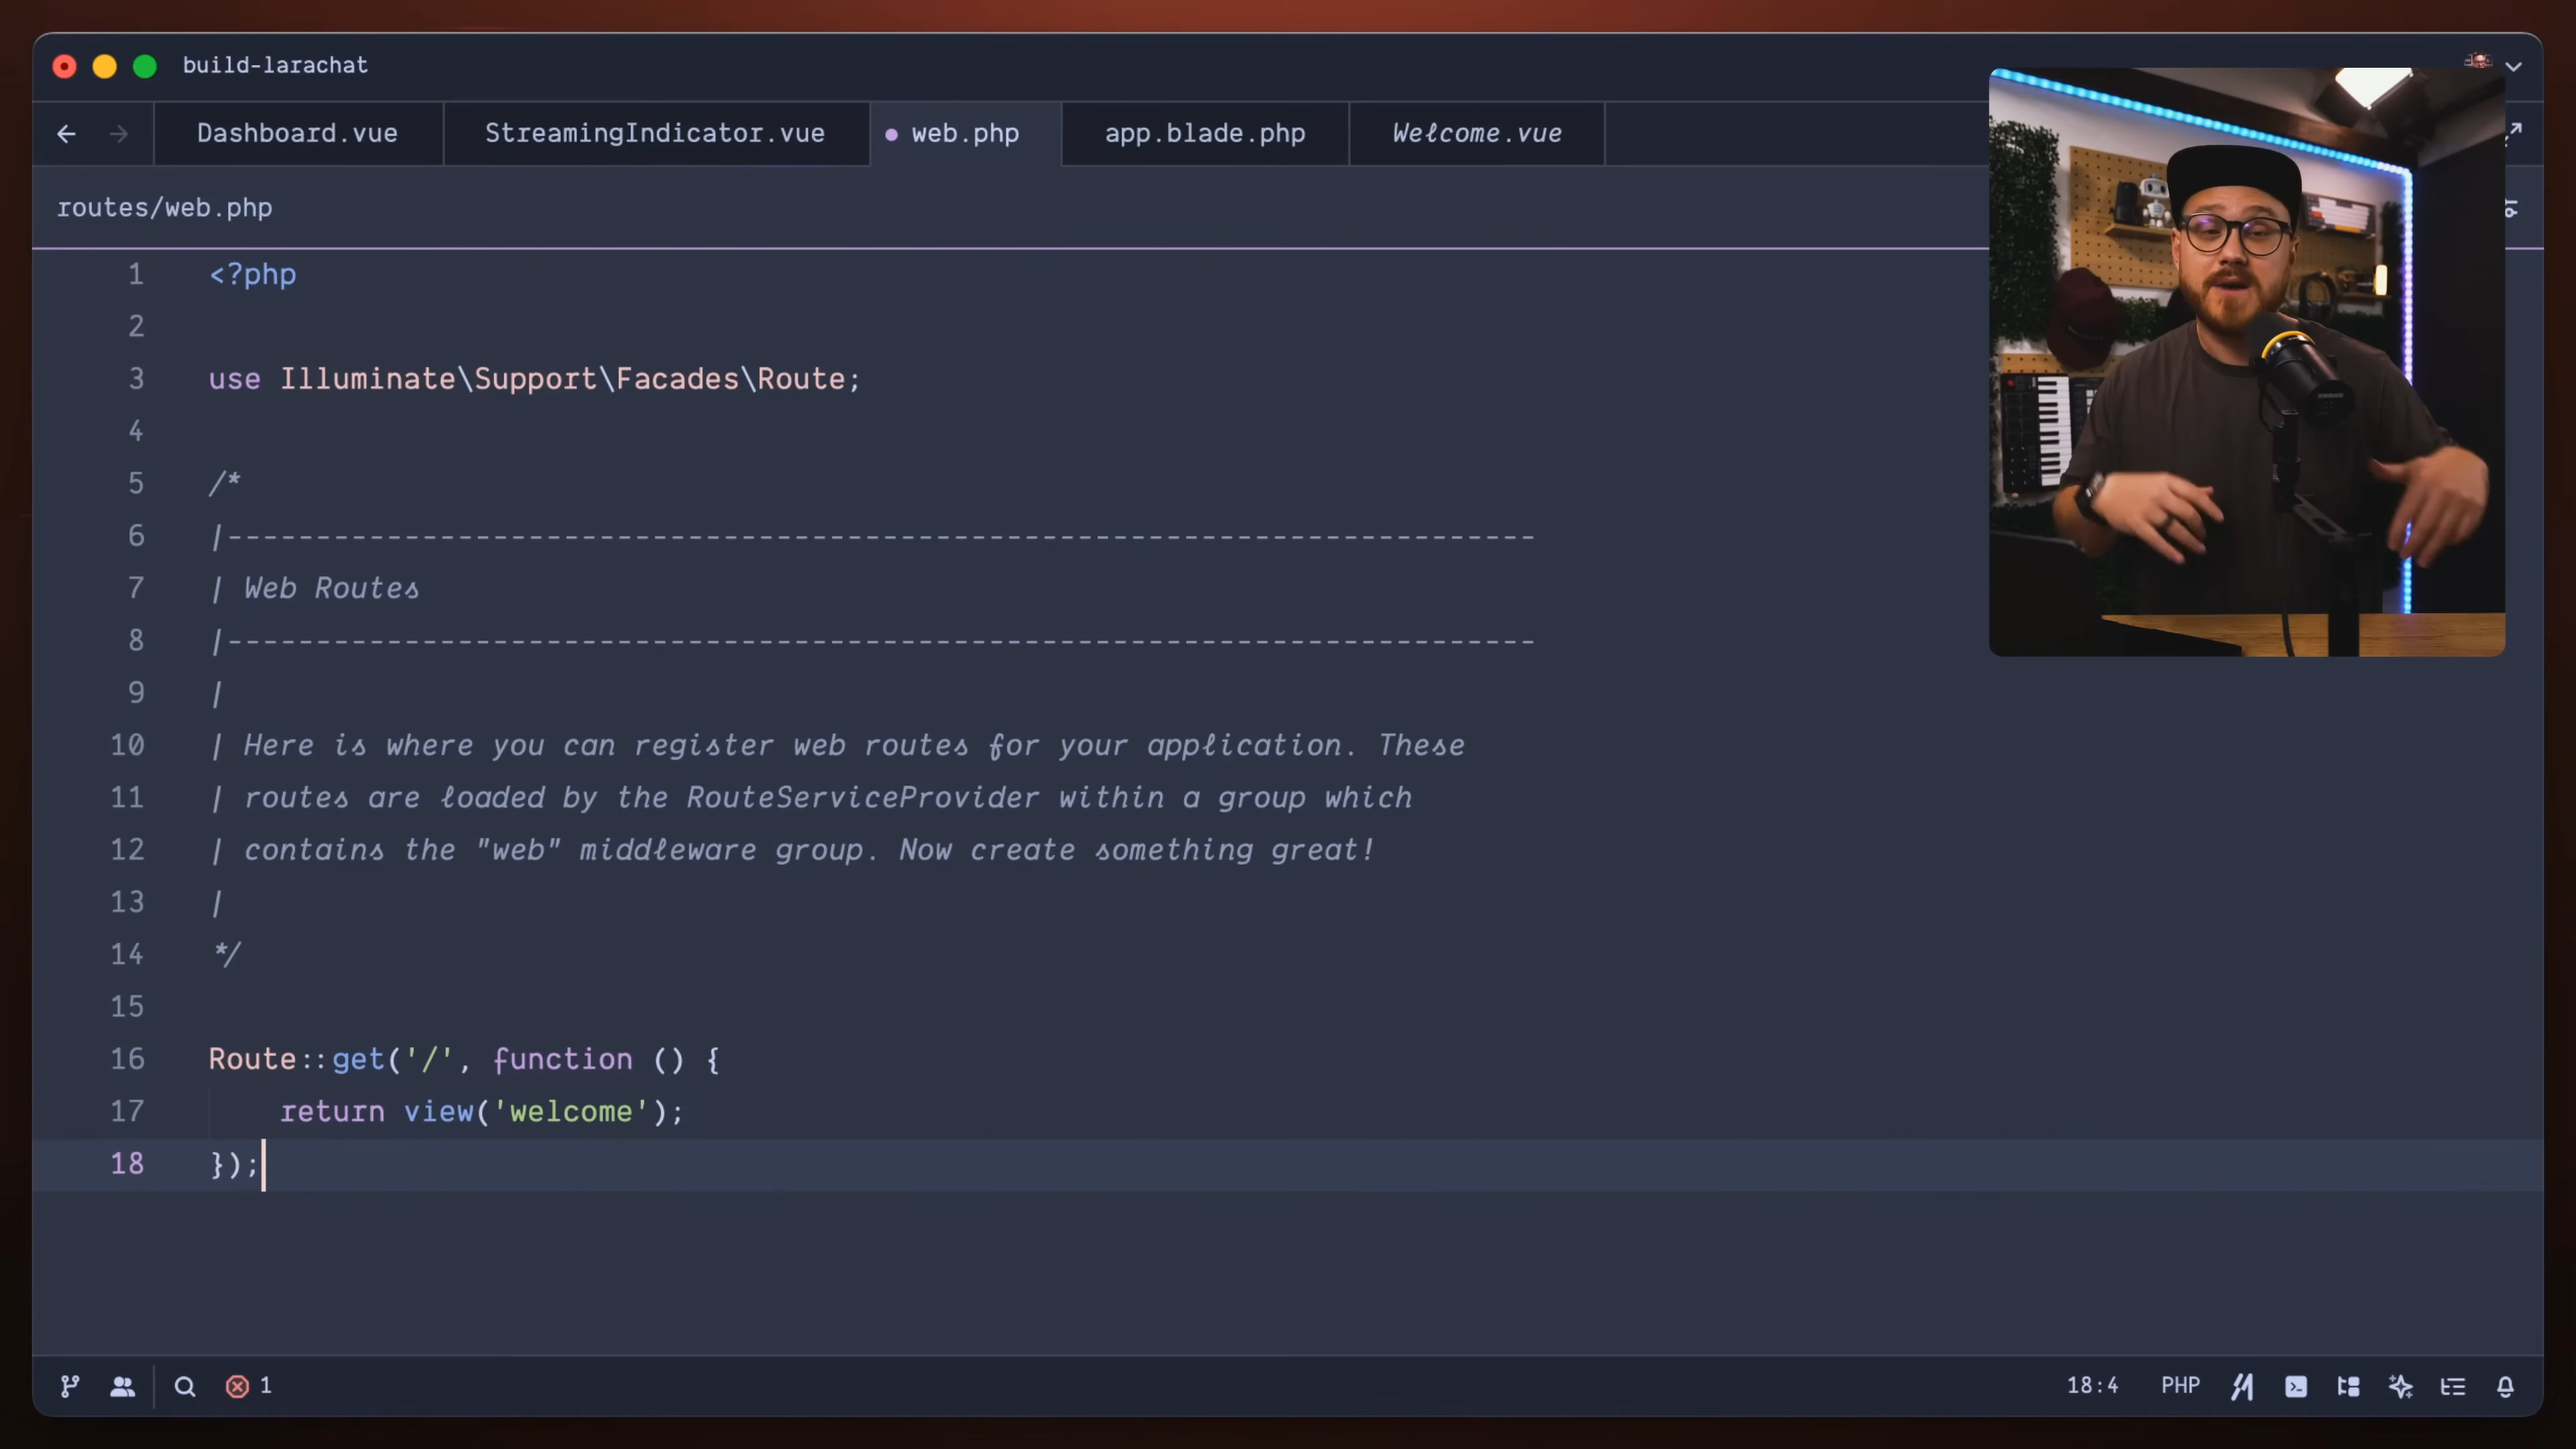 build-larachat
Dashboard.vue
StreamingIndicator.vue
web.php
app.blade.php
Welcome.vue
routes/web.php
1 <?php
2
3 use Illuminate\Support\Facades\Route;
4
5 /*
6 |--------------------------------------------------------------------------
7 | Web Routes
8 |--------------------------------------------------------------------------
9 |
10 | Here is where you can register web routes for your application. These
11 | routes are loaded by the RouteServiceProvider within a group which
12 | contains the "web" middleware group. Now create something great!
13 |
14 */
15
16 Route::get('/', function () {
17 return view('welcome');
18 });
1
18:4
PHP